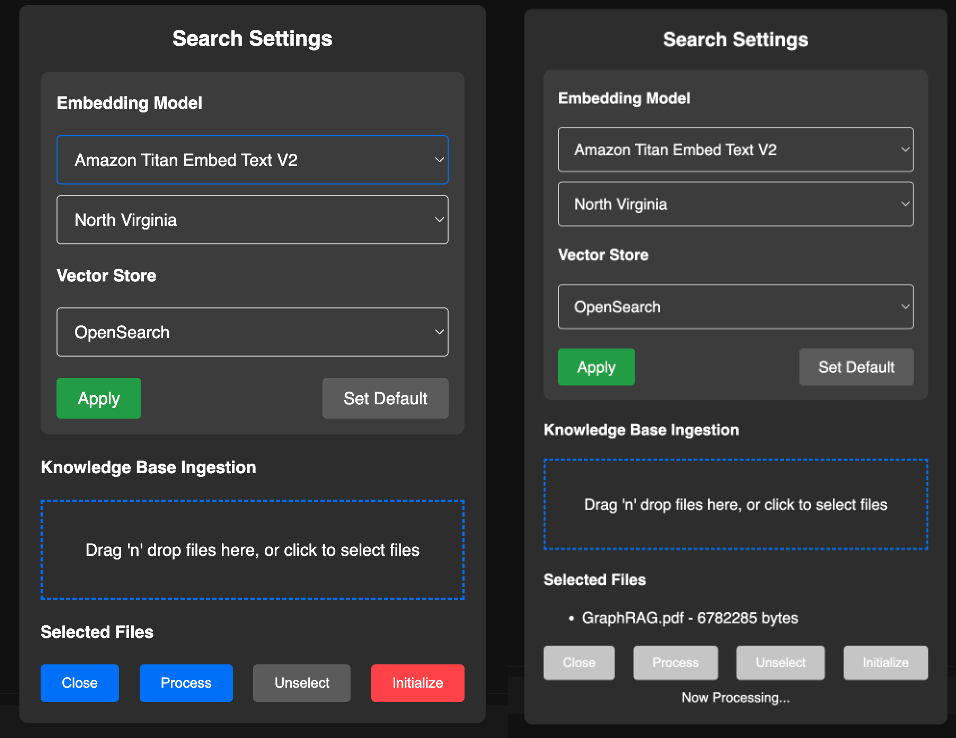 Search Settings
Embedding Model
Amazon Titan Embed Text V2
North Virginia
Vector Store
OpenSearch
Apply
Set Default
Knowledge Base Ingestion
Drag 'n' drop files here, or click to select files
Selected Files
Close
Process
Unselect
Initialize
Search Settings
Embedding Model
Amazon Titan Embed Text V2
North Virginia
Vector Store
OpenSearch
Apply
Set Default
Knowledge Base Ingestion
Drag 'n' drop files here, or click to select files
Selected Files
• GraphRAG.pdf - 6782285 bytes
Close
Process
Unselect
Initialize
Now Processing...